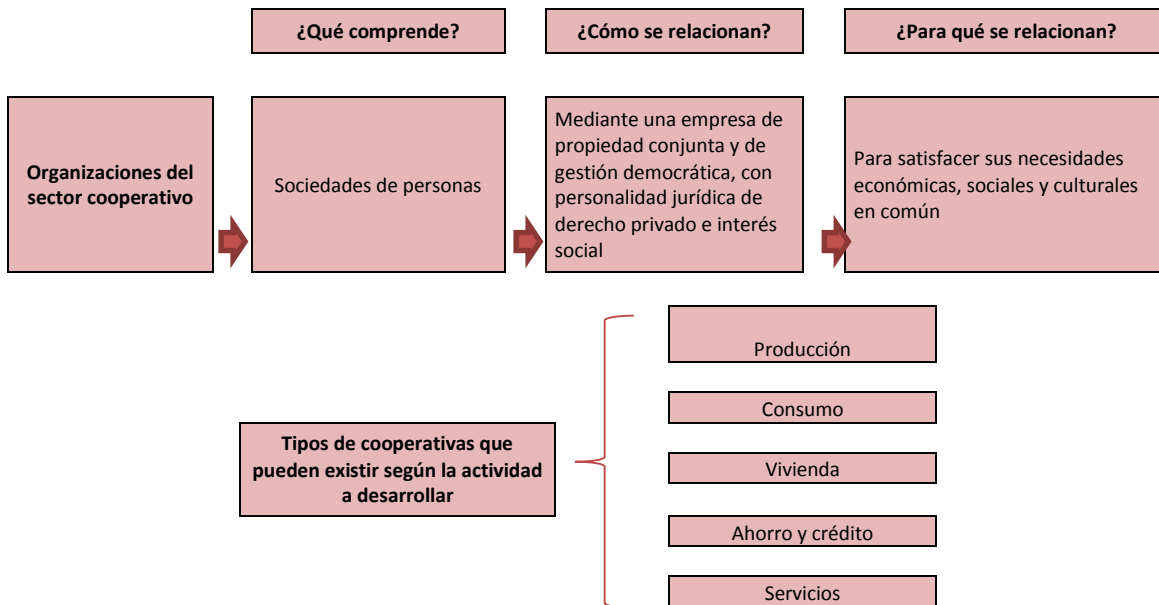 ¿Qué comprende?
¿Cómo se relacionan?
¿Para qué se relacionan?
Organizaciones del
sector cooperativo
Sociedades de personas
Mediante una empresa de
propiedad conjunta y de
gestión democrática, con
personalidad jurídica de
derecho privado e interés
social
Para satisfacer sus necesidades
económicas, sociales y culturales
en común
Tipos de cooperativas que
pueden existir según la actividad
a desarrollar
Producción
Consumo
Vivienda
Ahorro y crédito
Servicios